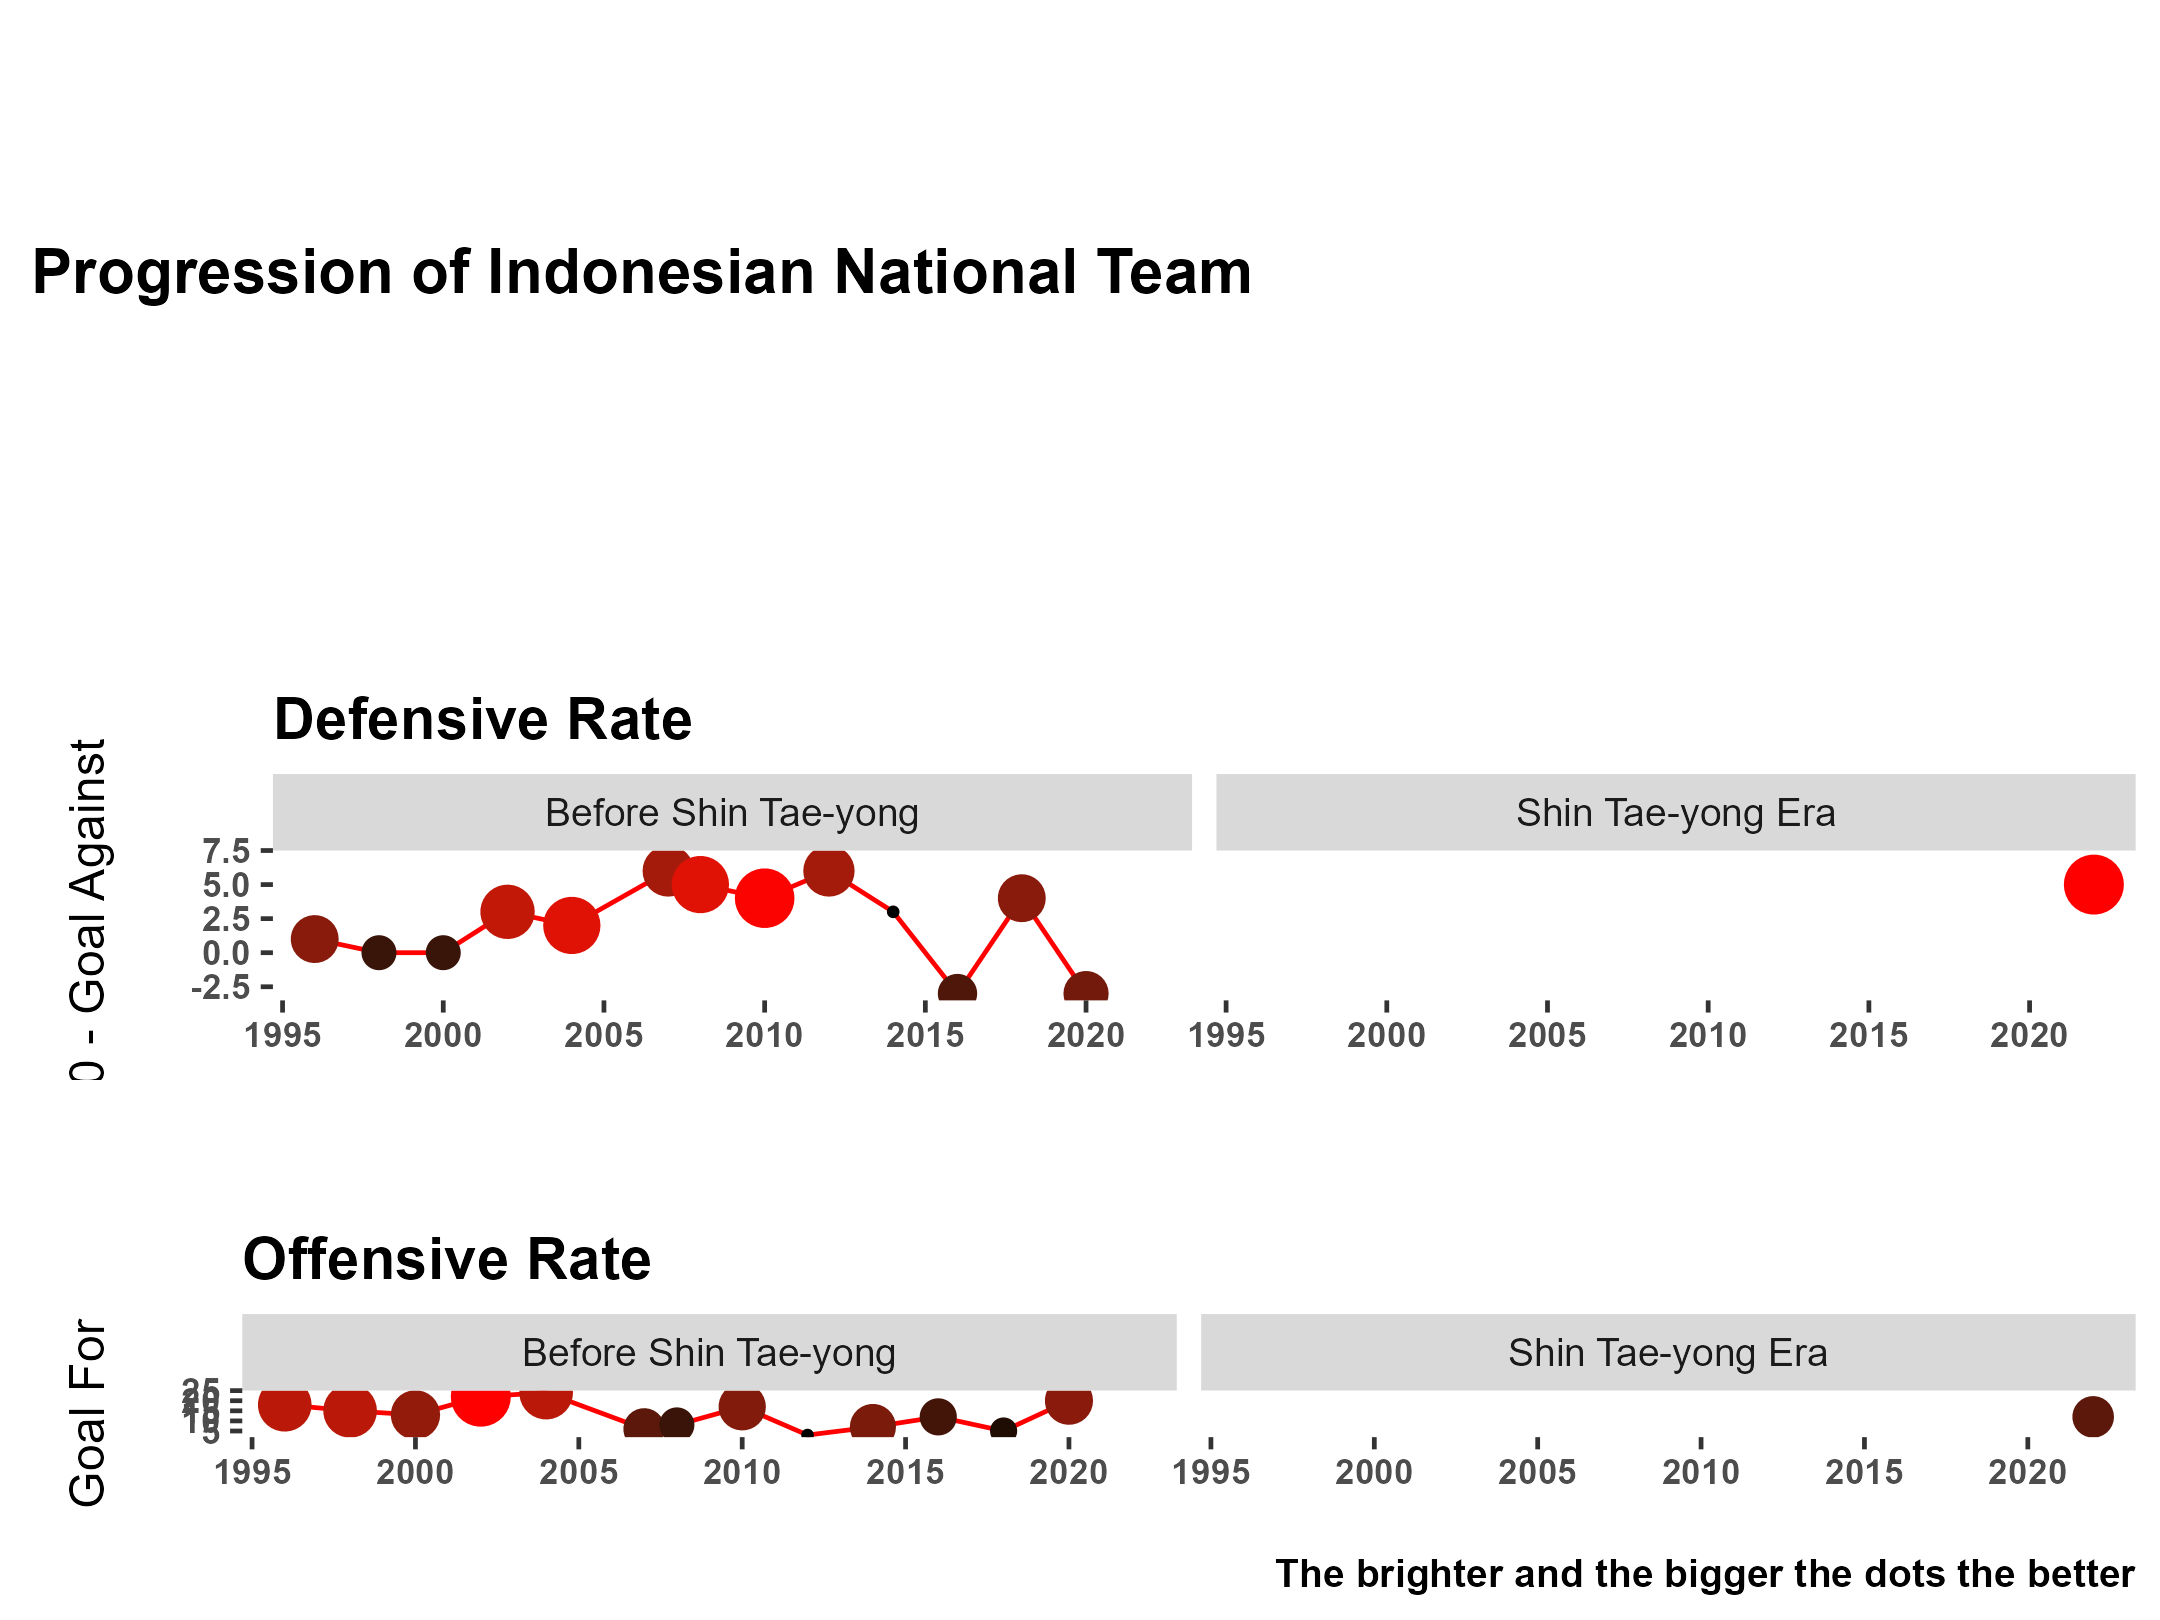 Progression of Indonesian National Team
Defensive Rate
0 - Goal Against
Before Shin Tae-yong
Shin Tae-yong Era
7.5
5.0
2.5
0.0
-2.5
1995 2000 2005 2010 2015 2020 1995 2000 2005 2010 2015 2020
Offensive Rate
Goal For
Before Shin Tae-yong
Shin Tae-yong Era
1995 2000 2005 2010 2015 2020 1995 2000 2005 2010 2015 2020
The brighter and the bigger the dots the better